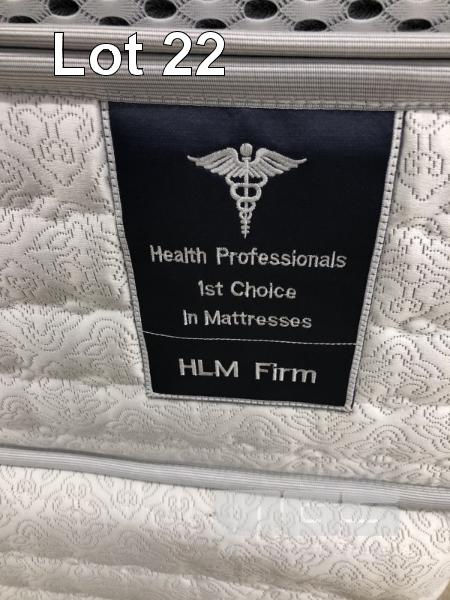 Lot 22
Health Professionals
1st Choice
In Mattresses
HLM Firm